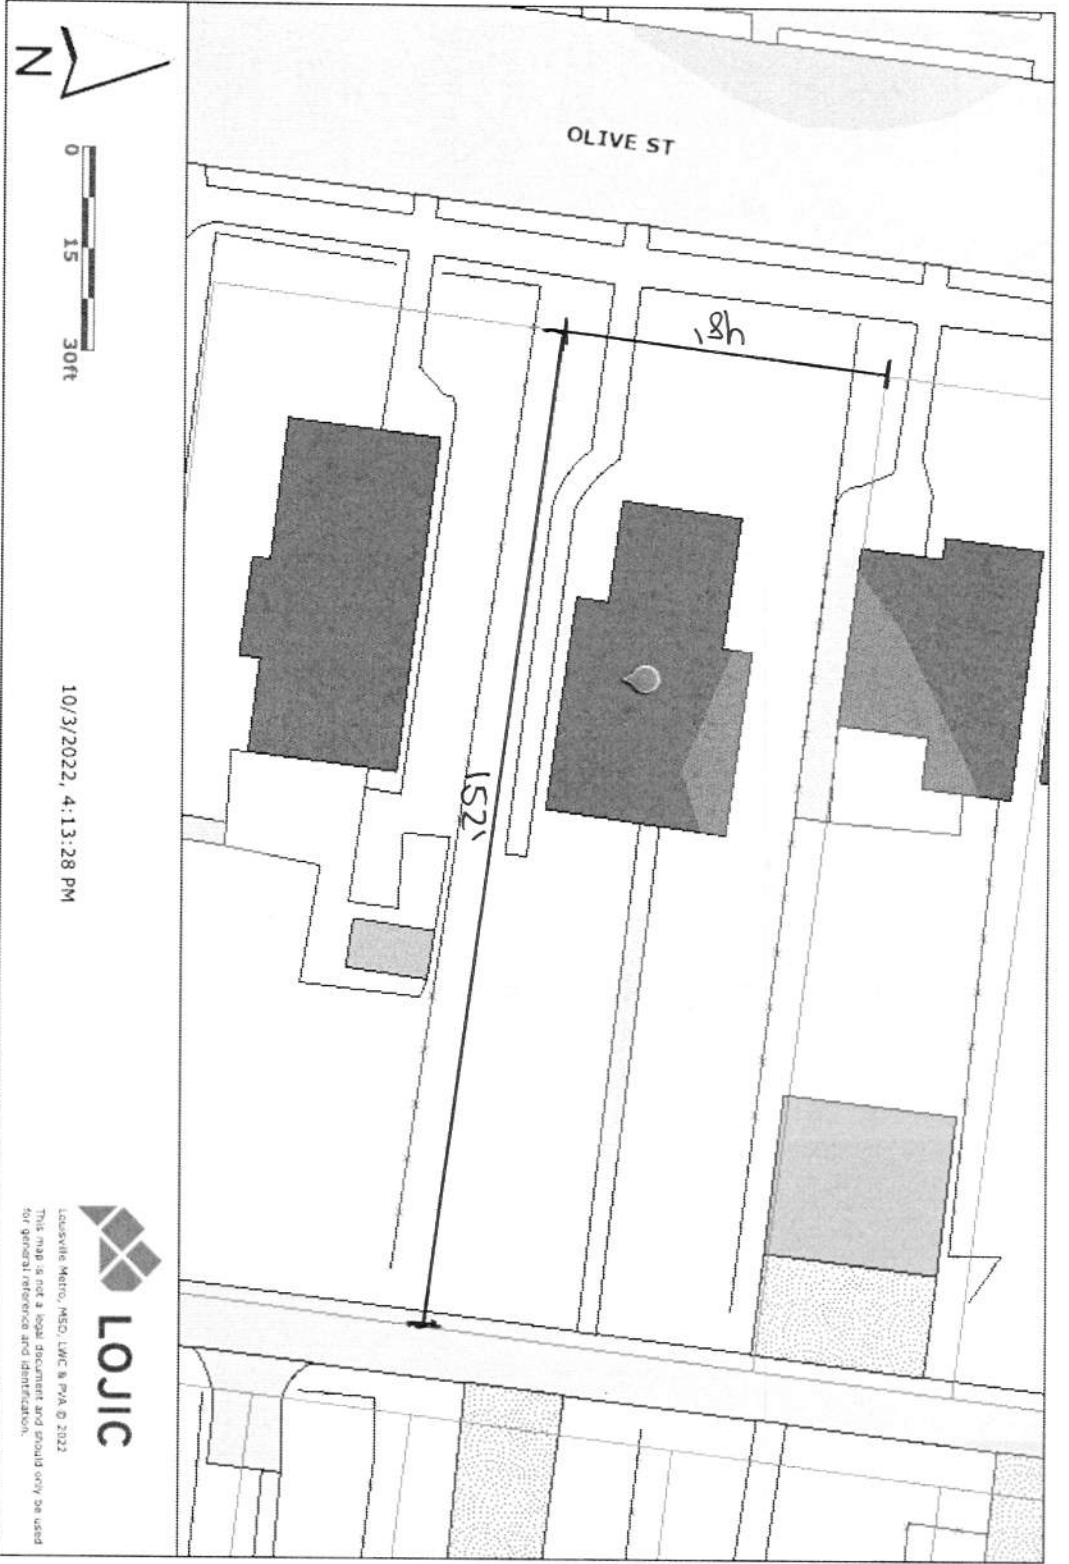 OLIVE ST
48'
152'
N
0 15 30ft
10/3/2022, 4:13:28 PM
LOJIC
Louisville Metro, MSD, LWC & PVA © 2022
This map is not a legal document and should only be used
for general reference and identification.